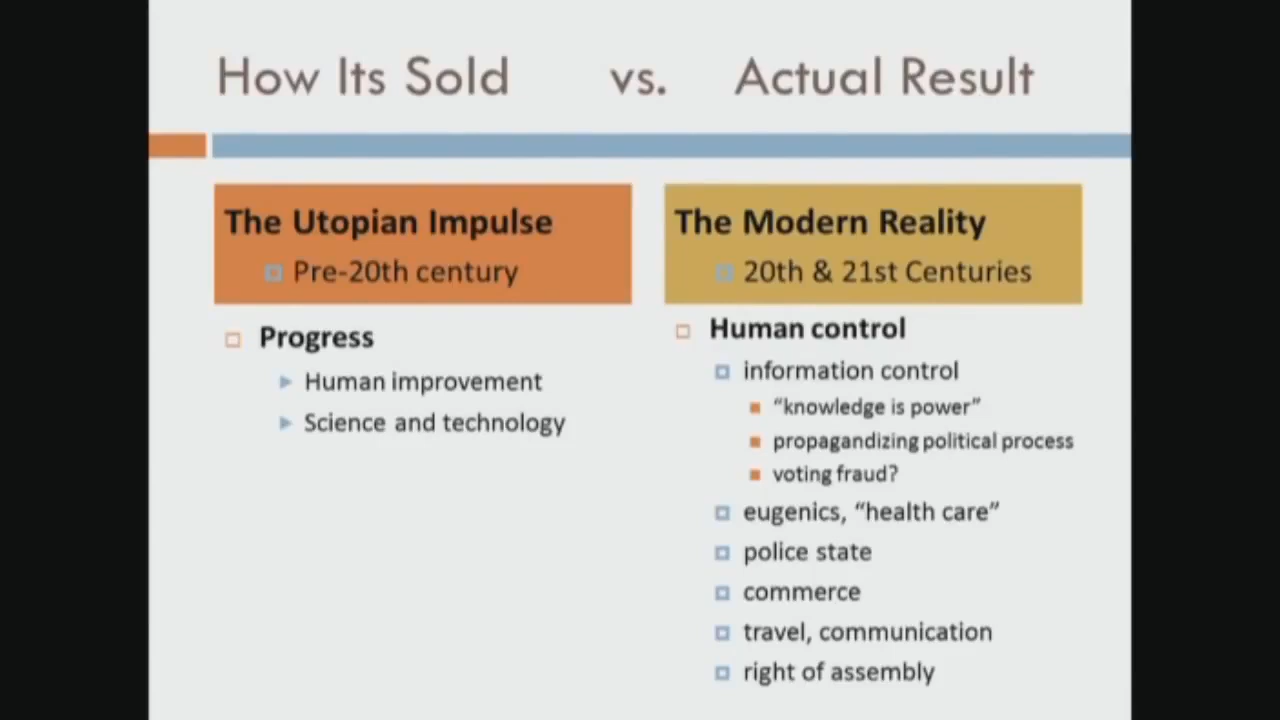 How Its Sold vs. Actual Result
The Utopian Impulse
Pre-20th century
Progress
Human improvement
Science and technology
The Modern Reality
20th & 21st Centuries
Human control
information control
“knowledge is power”
propagandizing political process
voting fraud?
eugenics, “health care”
police state
commerce
travel, communication
right of assembly